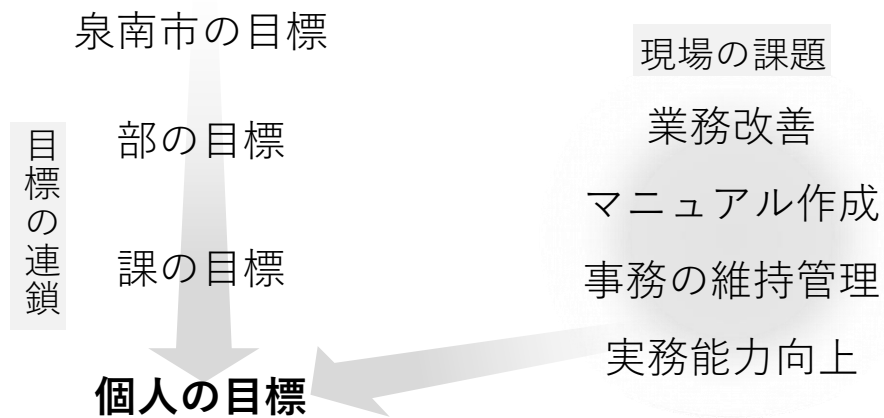 泉南市の目標
部の目標
目標の連鎖
課の目標
個人の目標
現場の課題
業務改善
マニュアル作成
事務の維持管理
実務能力向上